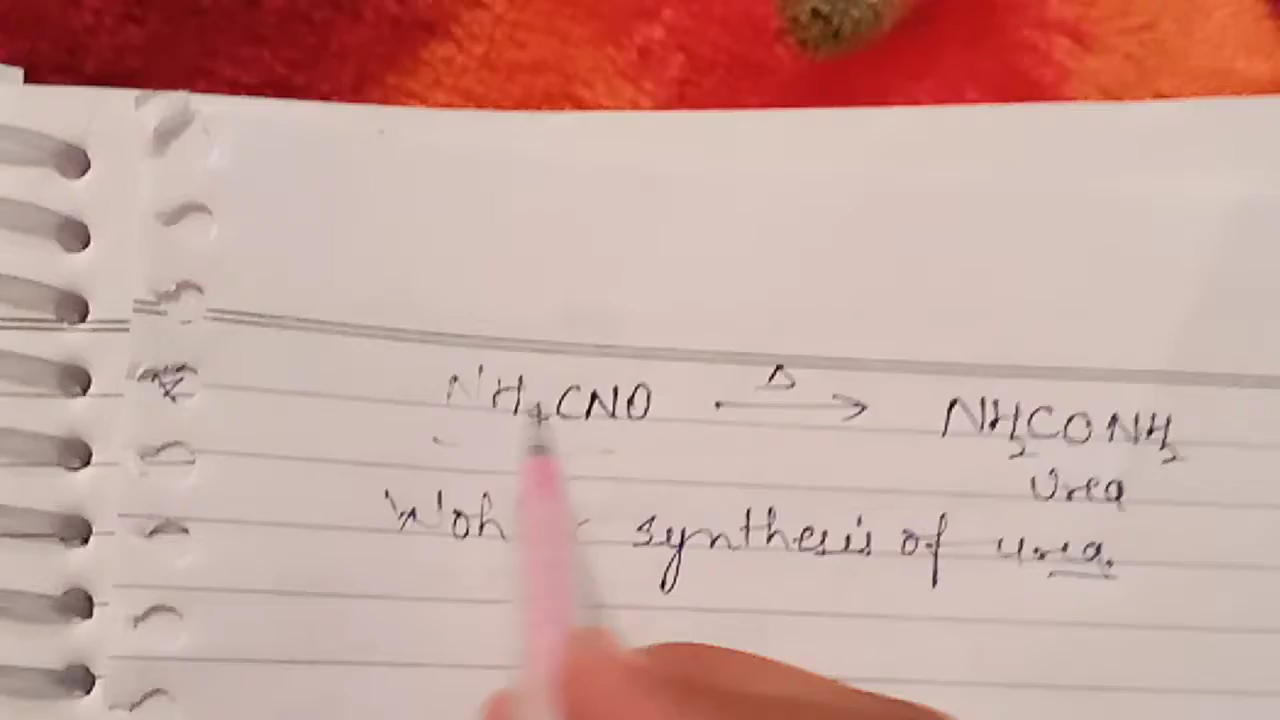 NH₄CNO Δ→ NH₂CONH₂
Urea
synthesis of urea.